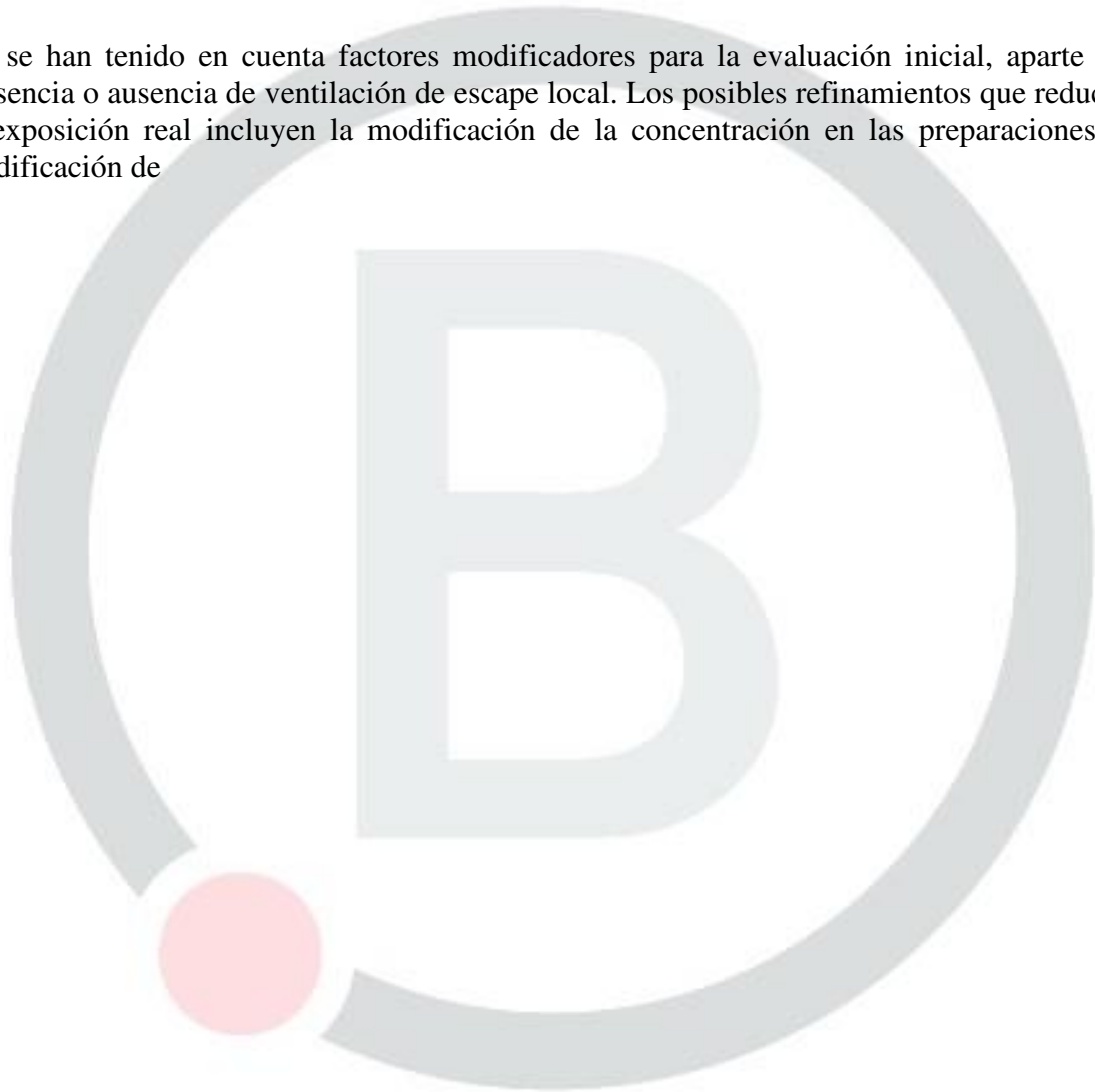 se han tenido en cuenta factores modificadores para la evaluación inicial, aparte
sencia o ausencia de ventilación de escape local. Los posibles refinamientos que reduc
exposición real incluyen la modificación de la concentración en las preparaciones
dificación de
B